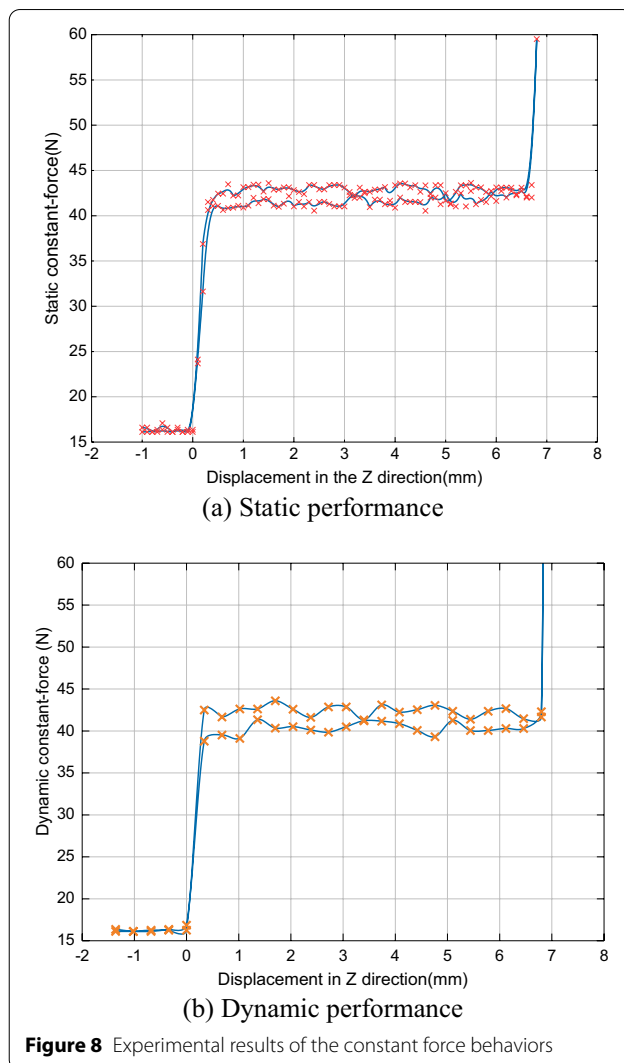 60
55
50
45
40
35
30
25
20
15
Static constant-force(N)
-2 -1 0 1 2 3 4 5 6 7 8
Displacement in the Z direction(mm)
(a) Static performance
60
55
50
45
40
35
30
25
20
15
Dynamic constant-force (N)
-2 -1 0 1 2 3 4 5 6 7 8
Displacement in Z direction(mm)
(b) Dynamic performance
Figure 8 Experimental results of the constant force behaviors